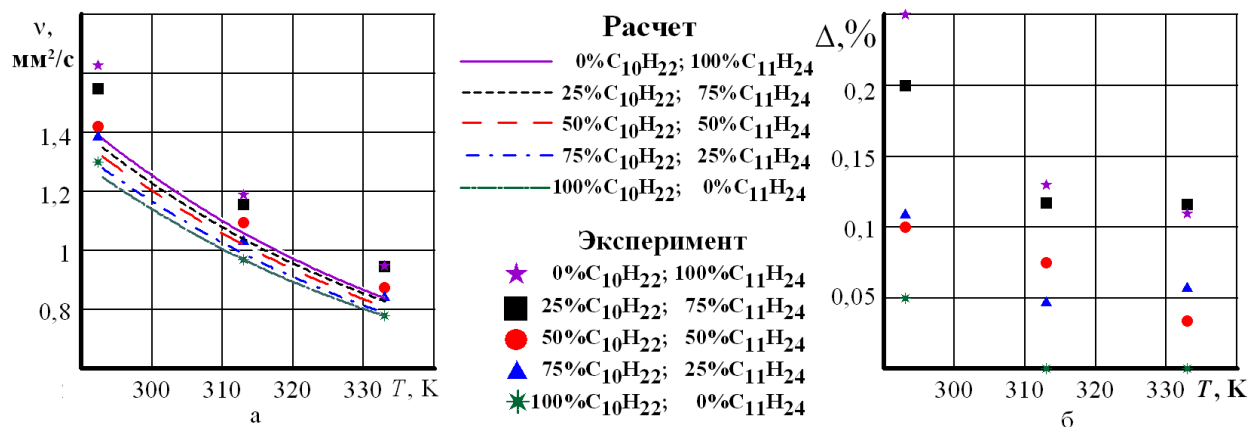 ν,
мм²/с
1,4
1,2
1
0,8
300 310 320 330 T, К
а
Расчет
0%C10H22; 100%C11H24
25%C10H22; 75%C11H24
50%C10H22; 50%C11H24
75%C10H22; 25%C11H24
100%C10H22; 0%C11H24
Эксперимент
0%C10H22; 100%C11H24
25%C10H22; 75%C11H24
50%C10H22; 50%C11H24
75%C10H22; 25%C11H24
100%C10H22; 0%C11H24
Δ,%
0,2
0,15
0,1
0,05
300 310 320 330 T, К
б